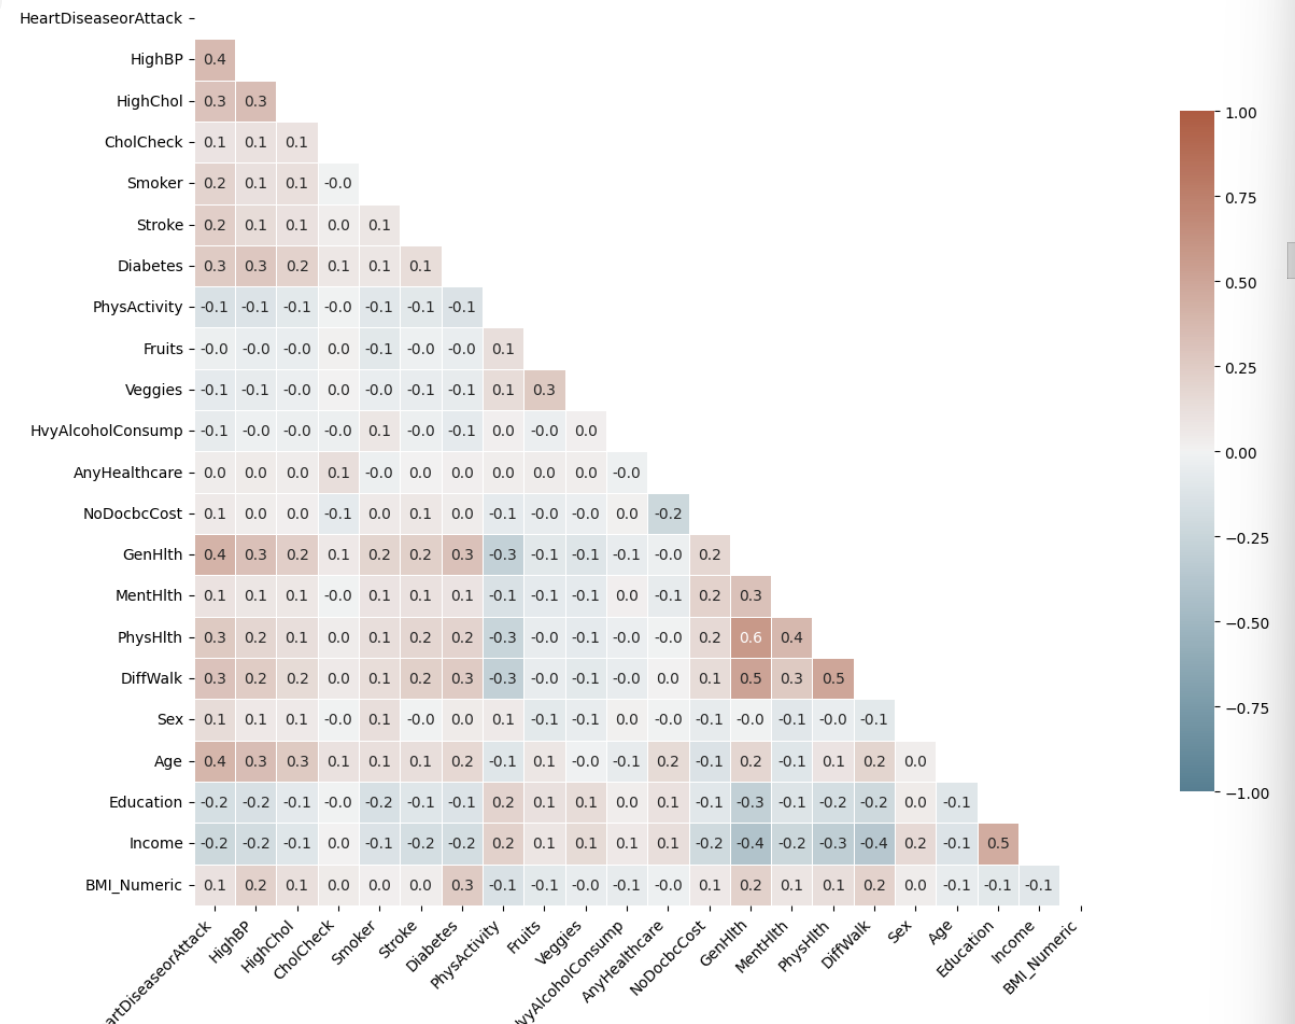 HeartDiseaseorAttack
HighBP 0.4
HighChol 0.3 0.3
CholCheck 0.1 0.1 0.1
Smoker 0.2 0.1 0.1 -0.0
Stroke 0.2 0.1 0.1 0.0 0.1
Diabetes 0.3 0.3 0.2 0.1 0.1 0.1
PhysActivity -0.1 -0.1 -0.1 -0.0 -0.1 -0.1 -0.1
Fruits -0.0 -0.0 -0.0 0.0 -0.1 -0.0 -0.0 0.1
Veggies -0.1 -0.1 -0.0 0.0 -0.0 -0.1 -0.1 0.1 0.3
HvyAlcoholConsump -0.1 -0.0 -0.0 -0.0 0.1 -0.0 -0.1 0.0 -0.0 0.0
AnyHealthcare 0.0 0.0 0.0 0.1 -0.0 0.0 0.0 0.0 0.0 0.0 -0.0
NoDocbcCost 0.1 0.0 0.0 -0.1 0.0 0.1 0.0 -0.1 -0.0 -0.0 0.0 -0.2
GenHlth 0.4 0.3 0.2 0.1 0.2 0.2 0.3 -0.3 -0.1 -0.1 -0.1 -0.0 0.2
MentHlth 0.1 0.1 0.1 -0.0 0.1 0.1 0.1 -0.1 -0.1 -0.1 0.0 -0.1 0.2 0.3
PhysHlth 0.3 0.2 0.1 0.0 0.1 0.2 0.2 -0.3 -0.0 -0.1 -0.0 -0.0 0.2 0.6 0.4
DiffWalk 0.3 0.2 0.2 0.0 0.1 0.2 0.3 -0.3 -0.0 -0.1 -0.0 0.0 0.1 0.5 0.3 0.5
Sex 0.1 0.1 0.1 -0.0 0.1 -0.0 0.0 0.1 -0.1 -0.1 0.0 -0.0 -0.1 -0.0 -0.1 -0.0 -0.1
Age 0.4 0.3 0.3 0.1 0.1 0.1 0.2 -0.1 0.1 -0.0 -0.1 0.2 -0.1 0.2 -0.1 0.1 0.2 0.0
Education -0.2 -0.2 -0.1 -0.0 -0.2 -0.1 -0.1 0.2 0.1 0.1 0.0 0.1 -0.1 -0.3 -0.1 -0.2 -0.2 0.0 -0.1
Income -0.2 -0.2 -0.1 0.0 -0.1 -0.2 -0.2 0.2 0.1 0.1 0.1 0.1 -0.2 -0.4 -0.2 -0.3 -0.4 0.2 -0.1 0.5
BMI_Numeric 0.1 0.2 0.1 0.0 0.0 0.0 0.3 -0.1 -0.1 -0.0 -0.1 -0.0 0.1 0.2 0.1 0.1 0.2 0.0 -0.1 -0.1 -0.1
artDiseaseorAttack
HighBP
HighChol
CholCheck
Smoker
Stroke
Diabetes
PhysActivity
Fruits
Veggies
vyAlcoholConsump
AnyHealthcare
NoDocbcCost
GenHlth
MentHlth
PhysHlth
DiffWalk
Sex
Age
Education
Income
BMI_Numeric
1.00
0.75
0.50
0.25
0.00
−0.25
−0.50
−0.75
−1.00